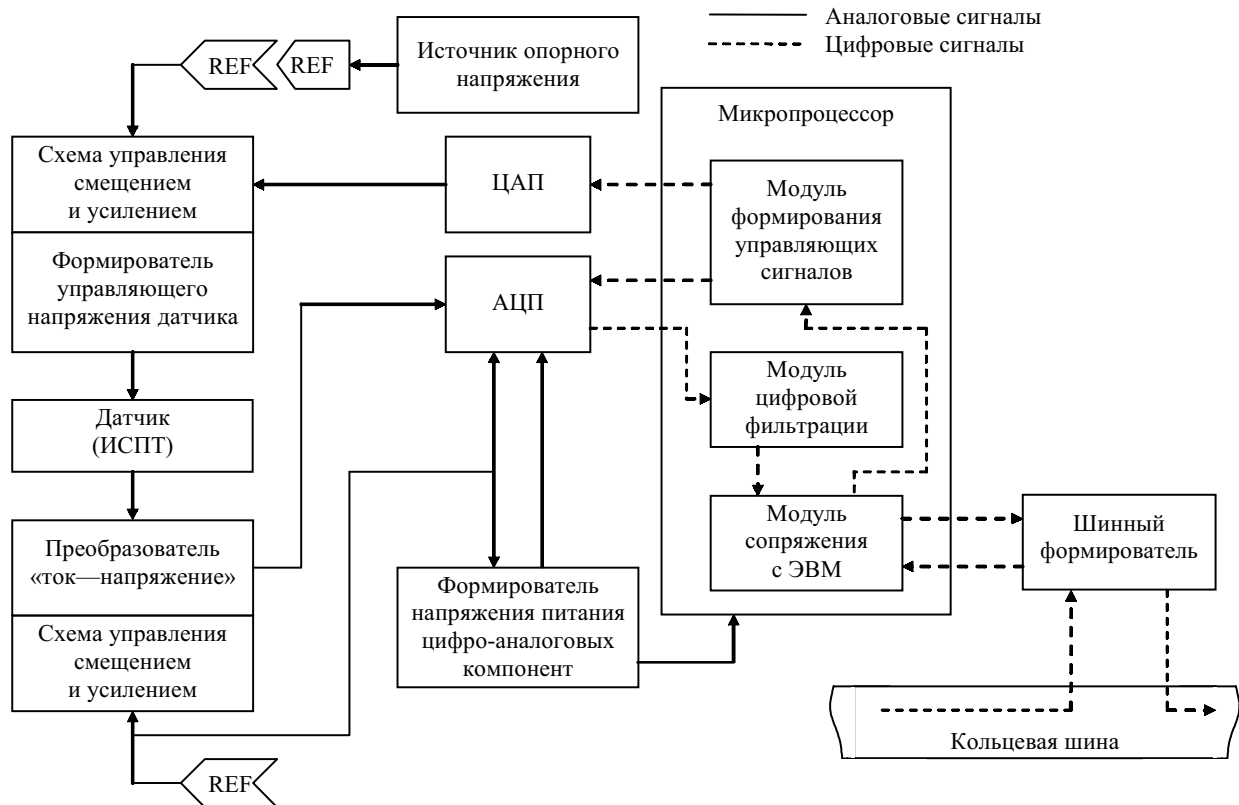 Аналоговые сигналы
Цифровые сигналы
REF
REF
Источник опорного
напряжения
Микропроцессор
Схема управления
смещением
и усилением
ЦАП
Модуль
формирования
управляющих
сигналов
Формирователь
управляющего
напряжения датчика
АЦП
Модуль
цифровой
фильтрации
Датчик
(ИСПТ)
Модуль
сопряжения
с ЭВМ
Шинный
формирователь
Преобразователь
«ток—напряжение»
Формирователь
напряжения питания
цифро-аналоговых
компонент
Схема управления
смещением
и усилением
Кольцевая шина
REF